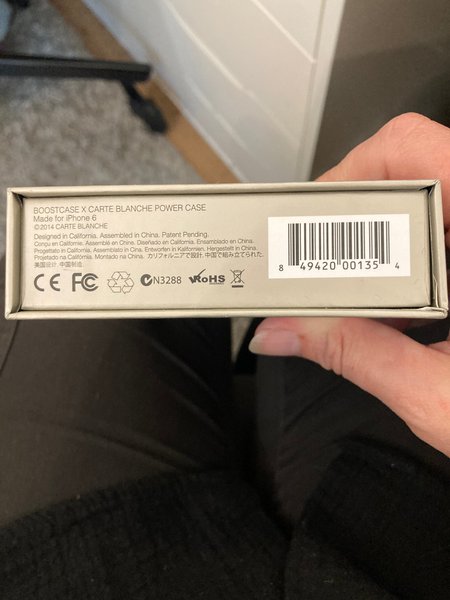 BOOSTCASE X CARTE BLANCHE POWER CASE
Made for iPhone 6
©2014 CARTE BLANCHE
Designed in California. Assembled in China. Patent Pending.
Conçu en California. Assemblé en Chine. Diseñado en California. Ensamblado en China.
Progettato in California. Assemblato in Cina. Entworfen in Kalifornien. Hergestellt in China.
Projetado na Califórnia. Montado na China. カリフォルニアで設計. 中国で組み立てられた.
美国设计. 中国制造.
CE FC N3288 RoHS
8 49420 00135 4